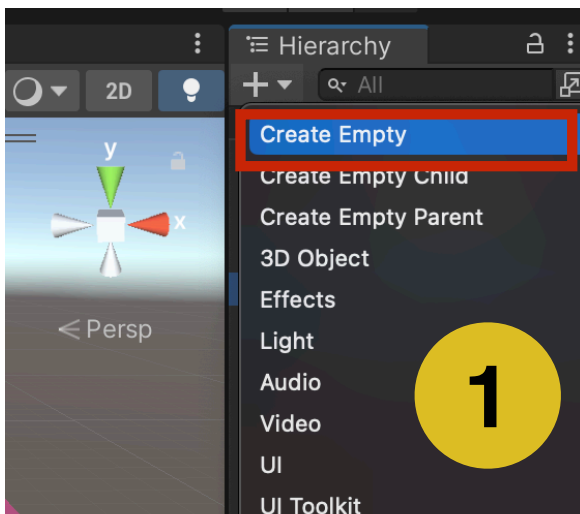 Hierarchy
2D
All
Create Empty
Create Empty Child
Create Empty Parent
3D Object
Effects
Light
Audio
Video
UI
UI Toolkit
y
x
Persp
1